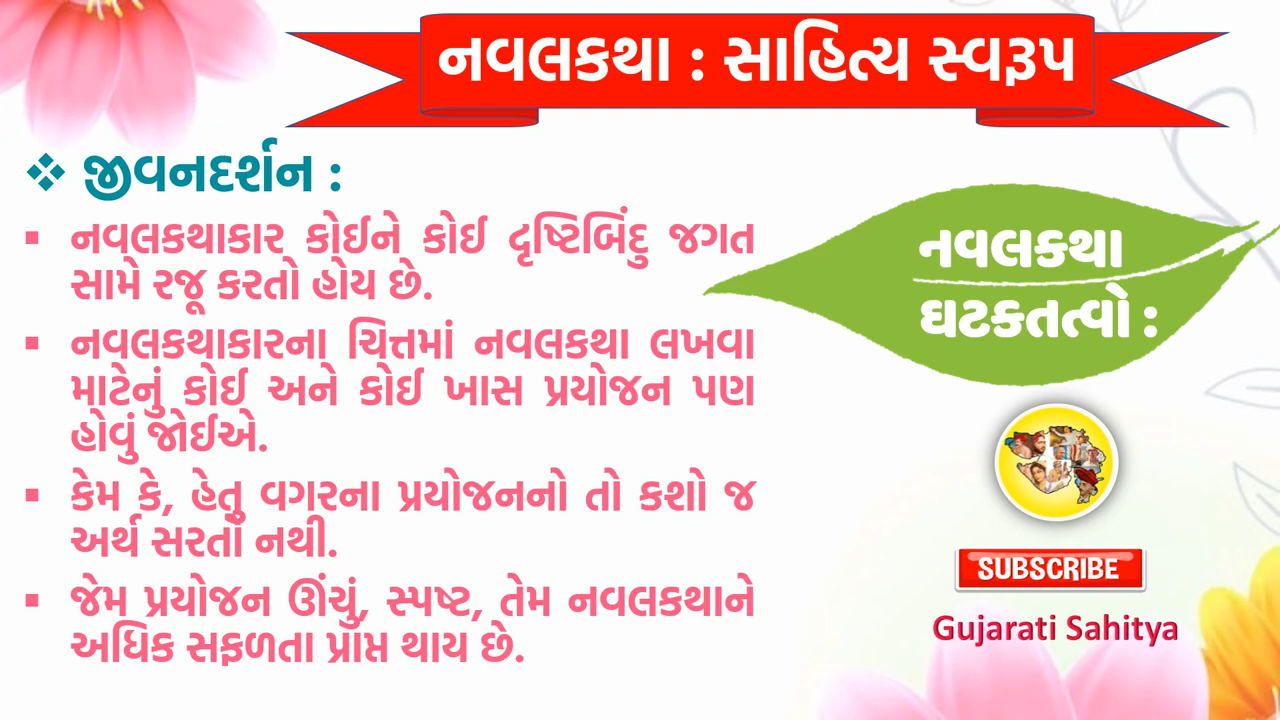 નવલકથા : સાહિત્ય સ્વરૂપ
❖ જીવનદર્શન :
▪ નવલકથાકાર કોઈને કોઈ દૃષ્ટિબિંદુ જગત
સામે રજૂ કરતો હોય છે.
▪ નવલકથાકારના ચિત્તમાં નવલકથા લખવા
માટેનું કોઈ અને કોઈ ખાસ પ્રયોજન પણ
હોવું જોઈએ.
▪ કેમ કે, હેતુ વગરના પ્રયોજનનો તો કશો જ
અર્થ સરતો નથી.
▪ જેમ પ્રયોજન ઊંચું, સ્પષ્ટ, તેમ નવલકથાને
અધિક સફળતા પ્રાપ્ત થાય છે.
નવલકથા
ઘટકતત્વો :
SUBSCRIBE
Gujarati Sahitya